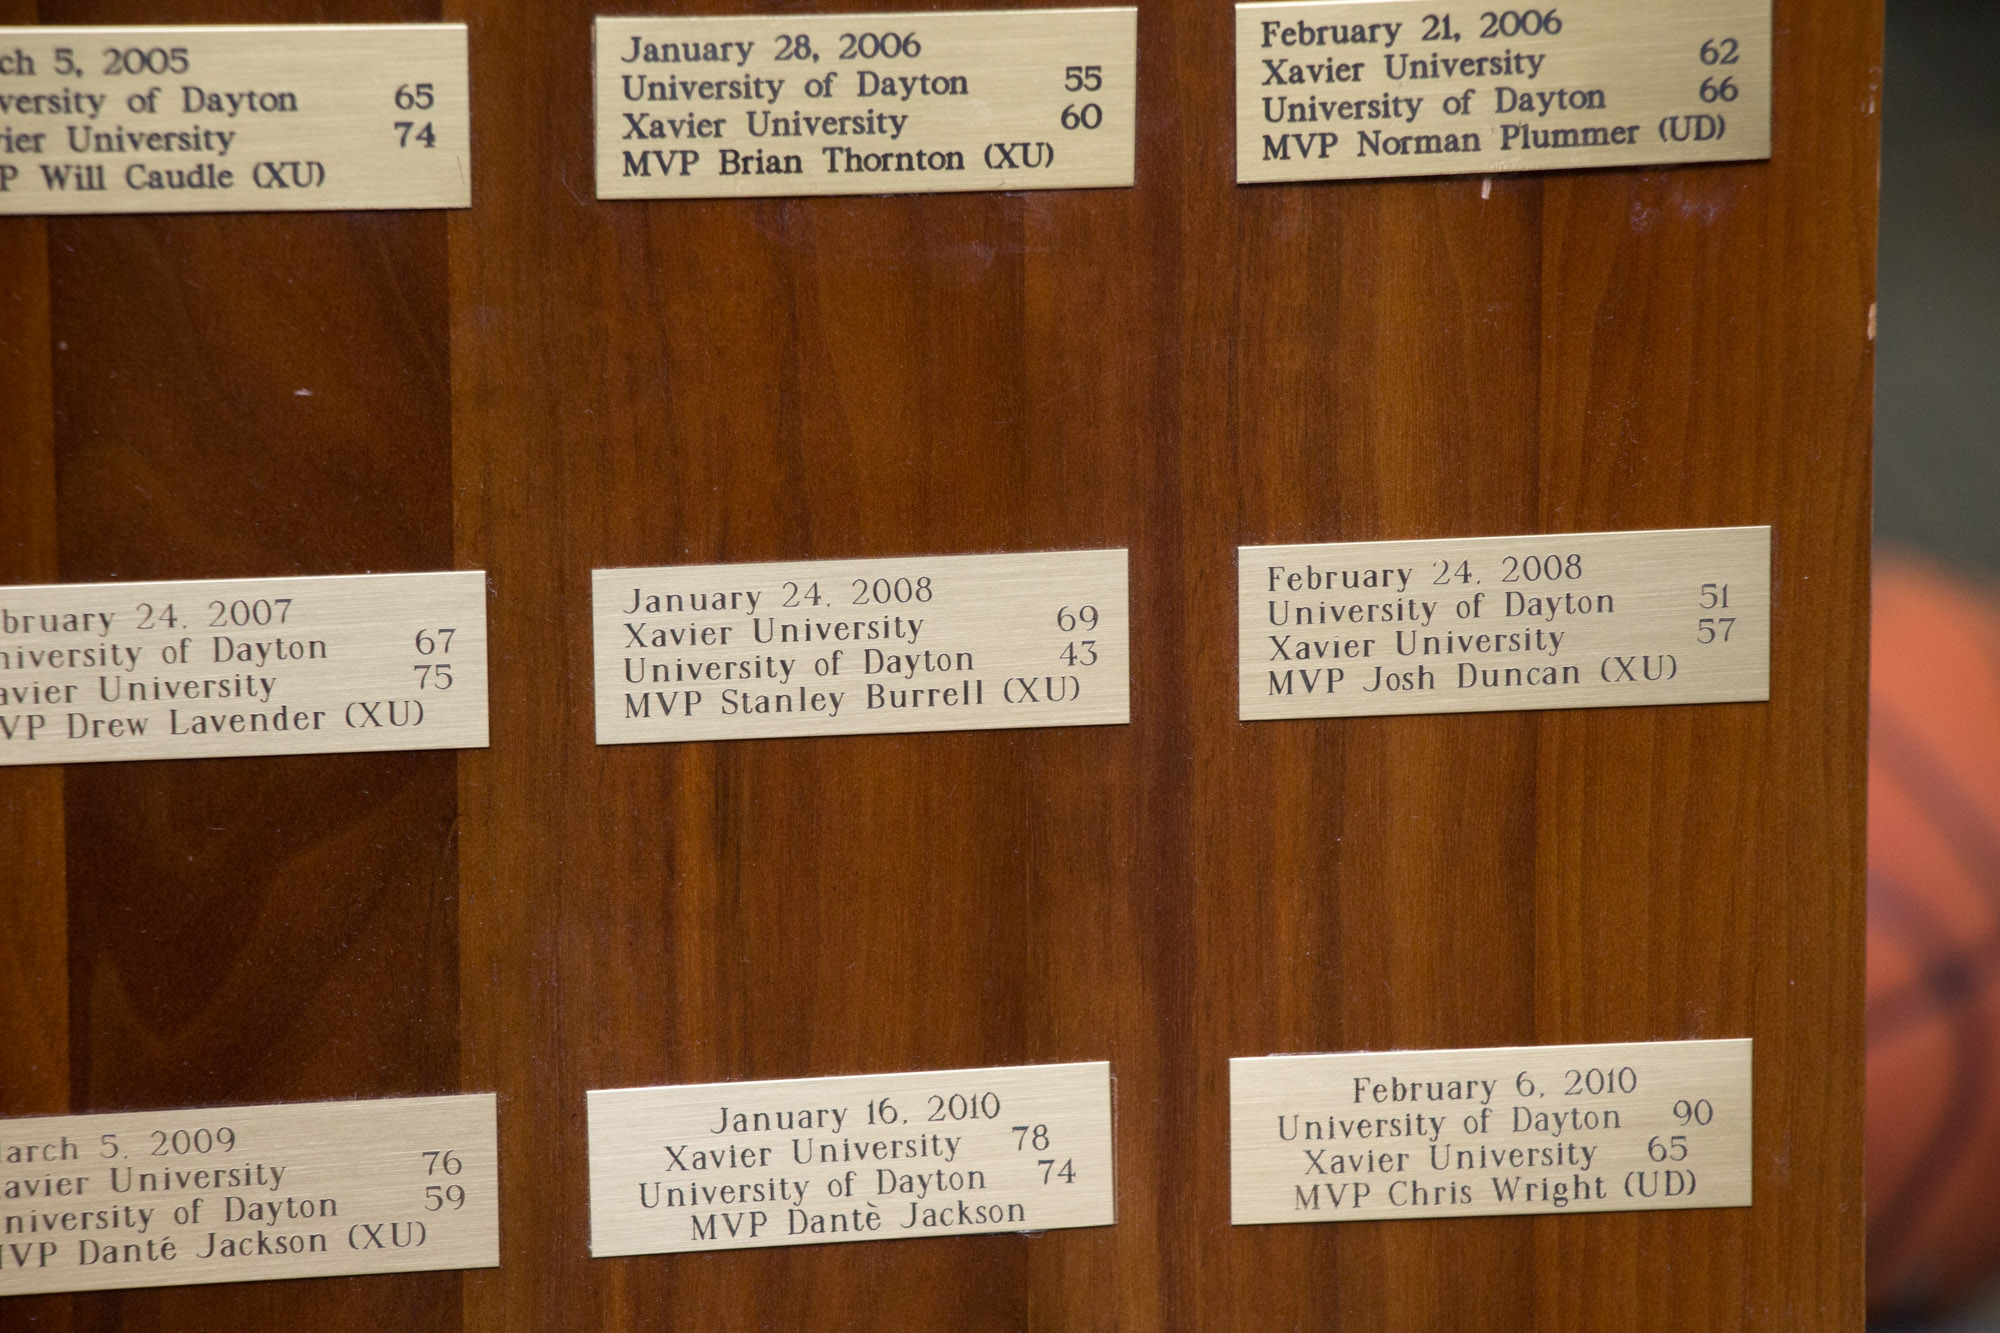 ch 5, 2005
versity of Dayton 65
ier University 74
P Will Caudle (XU)
January 28, 2006
University of Dayton 55
Xavier University 60
MVP Brian Thornton (XU)
February 21, 2006
Xavier University 62
University of Dayton 66
MVP Norman Plummer (UD)
bruary 24, 2007
niversity of Dayton 67
avier University 75
VP Drew Lavender (XU)
January 24, 2008
Xavier University 69
University of Dayton 43
MVP Stanley Burrell (XU)
February 24, 2008
University of Dayton 51
Xavier University 57
MVP Josh Duncan (XU)
arch 5, 2009
avier University 76
niversity of Dayton 59
MVP Danté Jackson (XU)
January 16, 2010
Xavier University 78
University of Dayton 74
MVP Dantè Jackson
February 6, 2010
University of Dayton 90
Xavier University 65
MVP Chris Wright (UD)